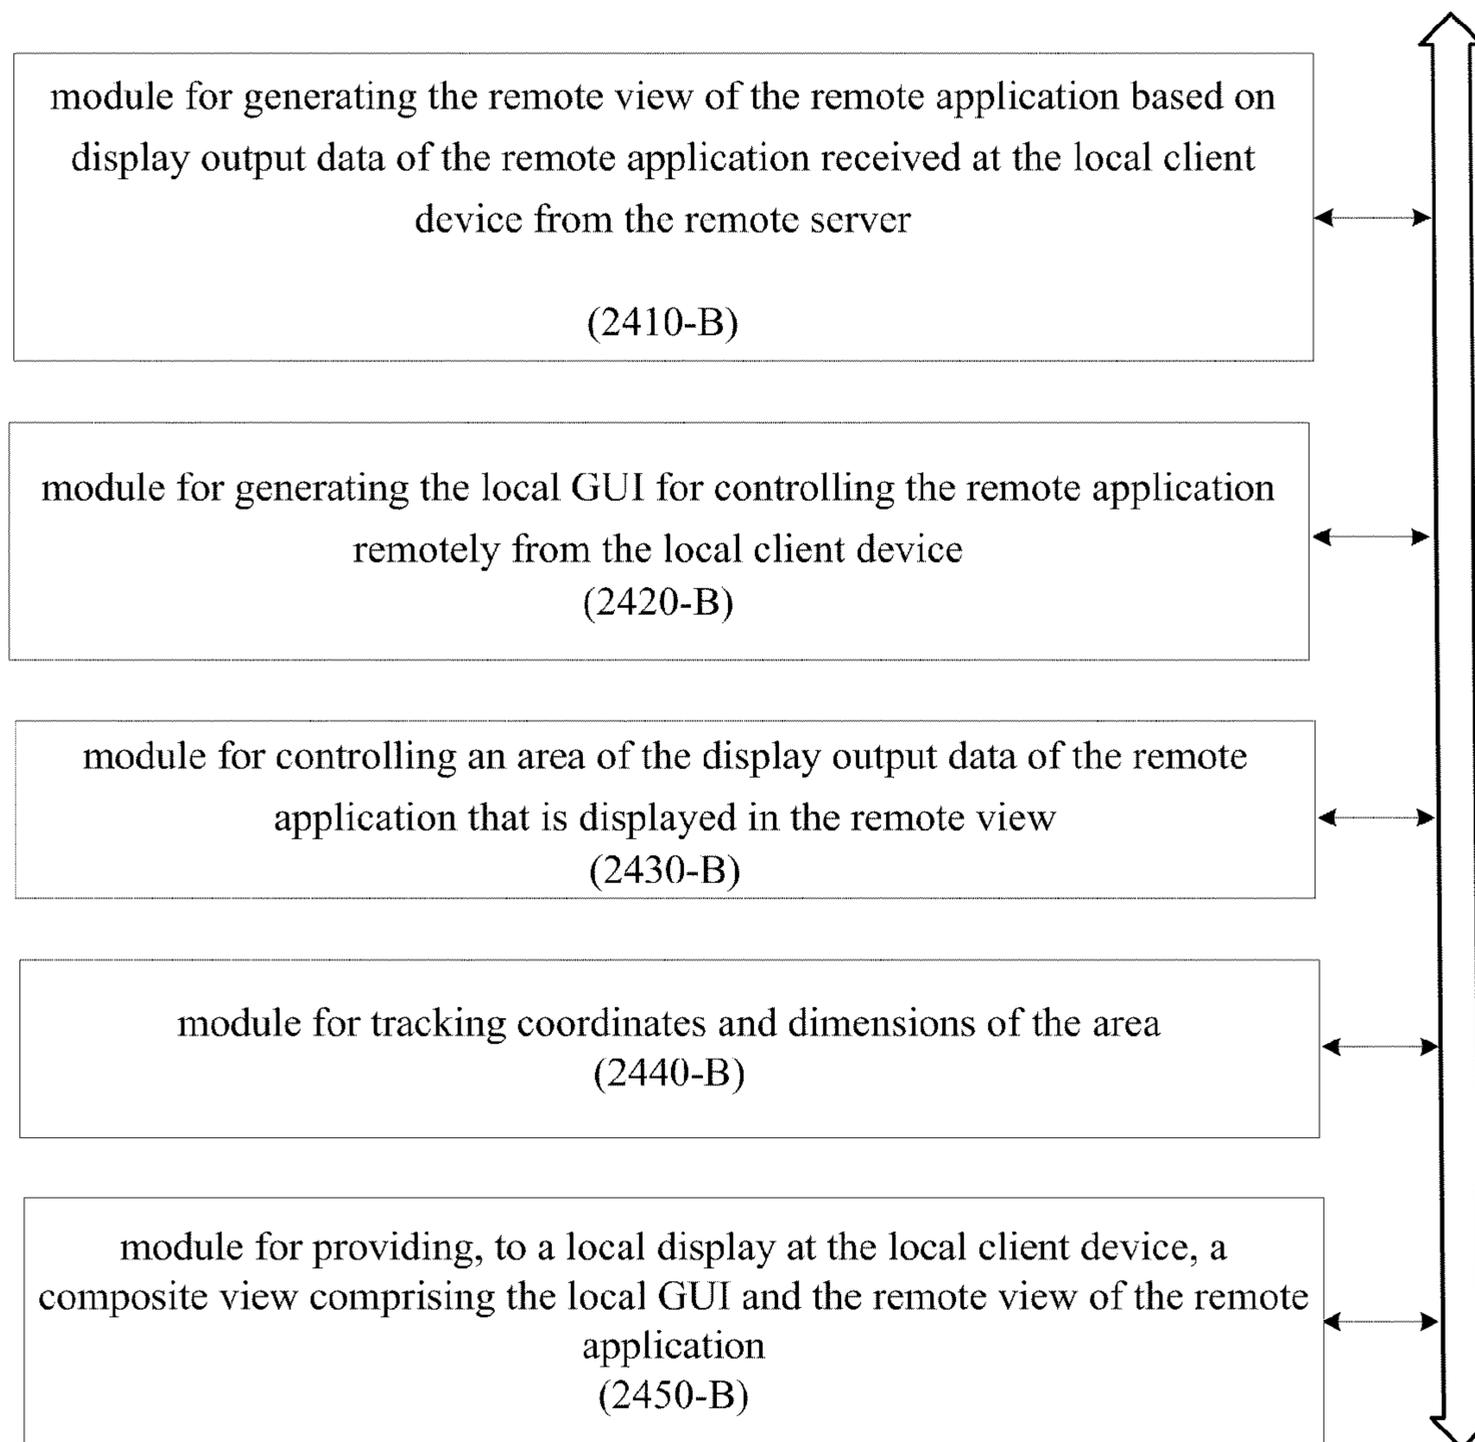 module for generating the remote view of the remote application based on
display output data of the remote application received at the local client
device from the remote server
(2410-B)
module for generating the local GUI for controlling the remote application
remotely from the local client device
(2420-B)
module for controlling an area of the display output data of the remote
application that is displayed in the remote view
(2430-B)
module for tracking coordinates and dimensions of the area
(2440-B)
module for providing, to a local display at the local client device, a
composite view comprising the local GUI and the remote view of the remote
application
(2450-B)